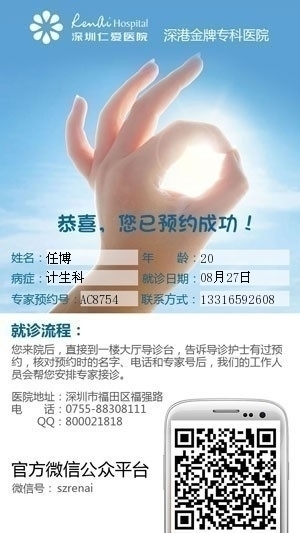 RenAi Hospital
深圳仁爱医院
深港金牌专科医院
恭喜，您已预约成功！
姓名：任博 年 龄：20
病症：计生科 就诊日期：08月27日
专家预约号：AC8754 联系方式：13316592608
就诊流程：
您来院后，直接到一楼大厅导诊台，告诉导诊护士有过预
约，核对预约时的名字、电话和专家号后，我们的工作人
员会帮您安排专家接诊。
医院地址：深圳市福田区福强路
电 话：0755-88308111
QQ：800021818
官方微信公众平台
微信号： szrenai